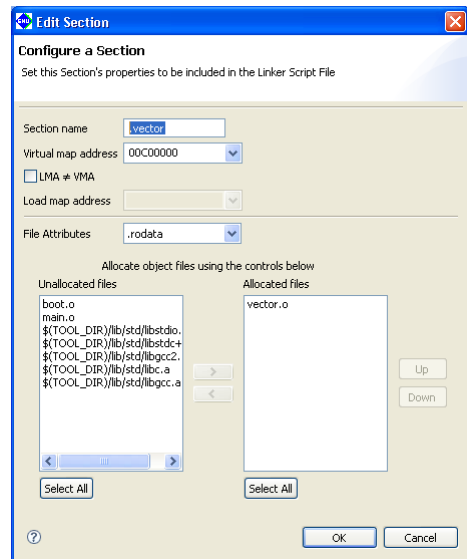 GNU Edit Section
Configure a Section
Set this Section's properties to be included in the Linker Script File
Section name .vector
Virtual map address 00C00000
LMA ≠ VMA
Load map address
File Attributes .rodata
Allocate object files using the controls below
Unallocated files Allocated files
boot.o vector.o
main.o
$(TOOL_DIR)/lib/std/libstdio.
$(TOOL_DIR)/lib/std/libstdc+
$(TOOL_DIR)/lib/std/libgcc2.
$(TOOL_DIR)/lib/std/libc.a
$(TOOL_DIR)/lib/std/libgcc.a
> Up
< Down
Select All Select All
? OK Cancel